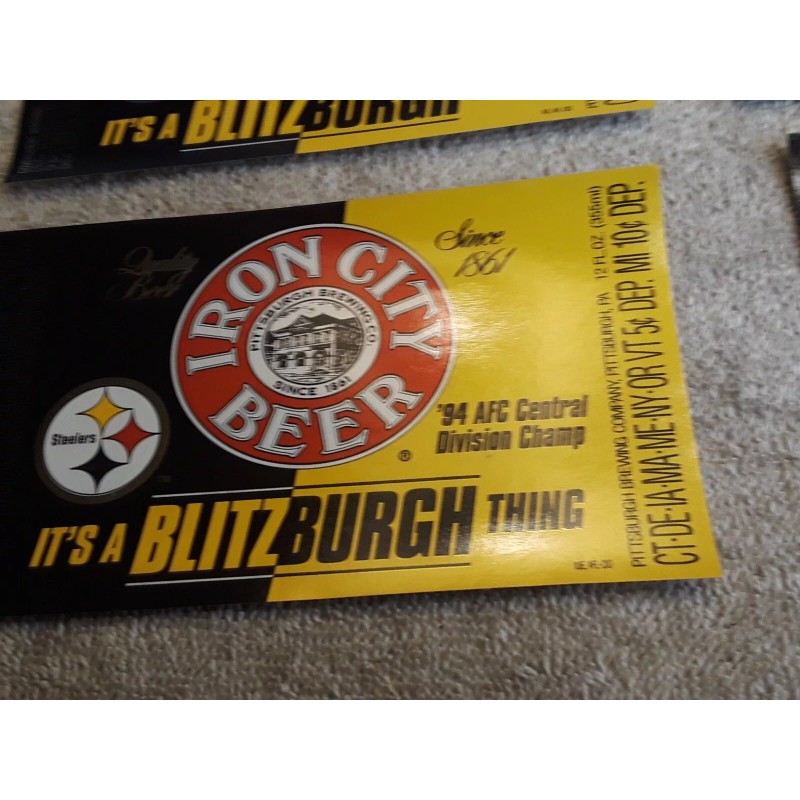 IT'S A BLITZBURGH
Quality
Beer
Since
1861
IRON CITY
BEER
PITTSBURGH BREWING CO.
SINCE 1861
Steelers
'94 AFC Central
Division Champ
®
IT'S A BLITZBURGH THING
PITTSBURGH BREWING COMPANY, PITTSBURGH, PA 12 FL. OZ. (355ml)
CT·DE·IA·MA·ME·NY·OR·VT 5¢ DEP. MI 10¢ DEP.